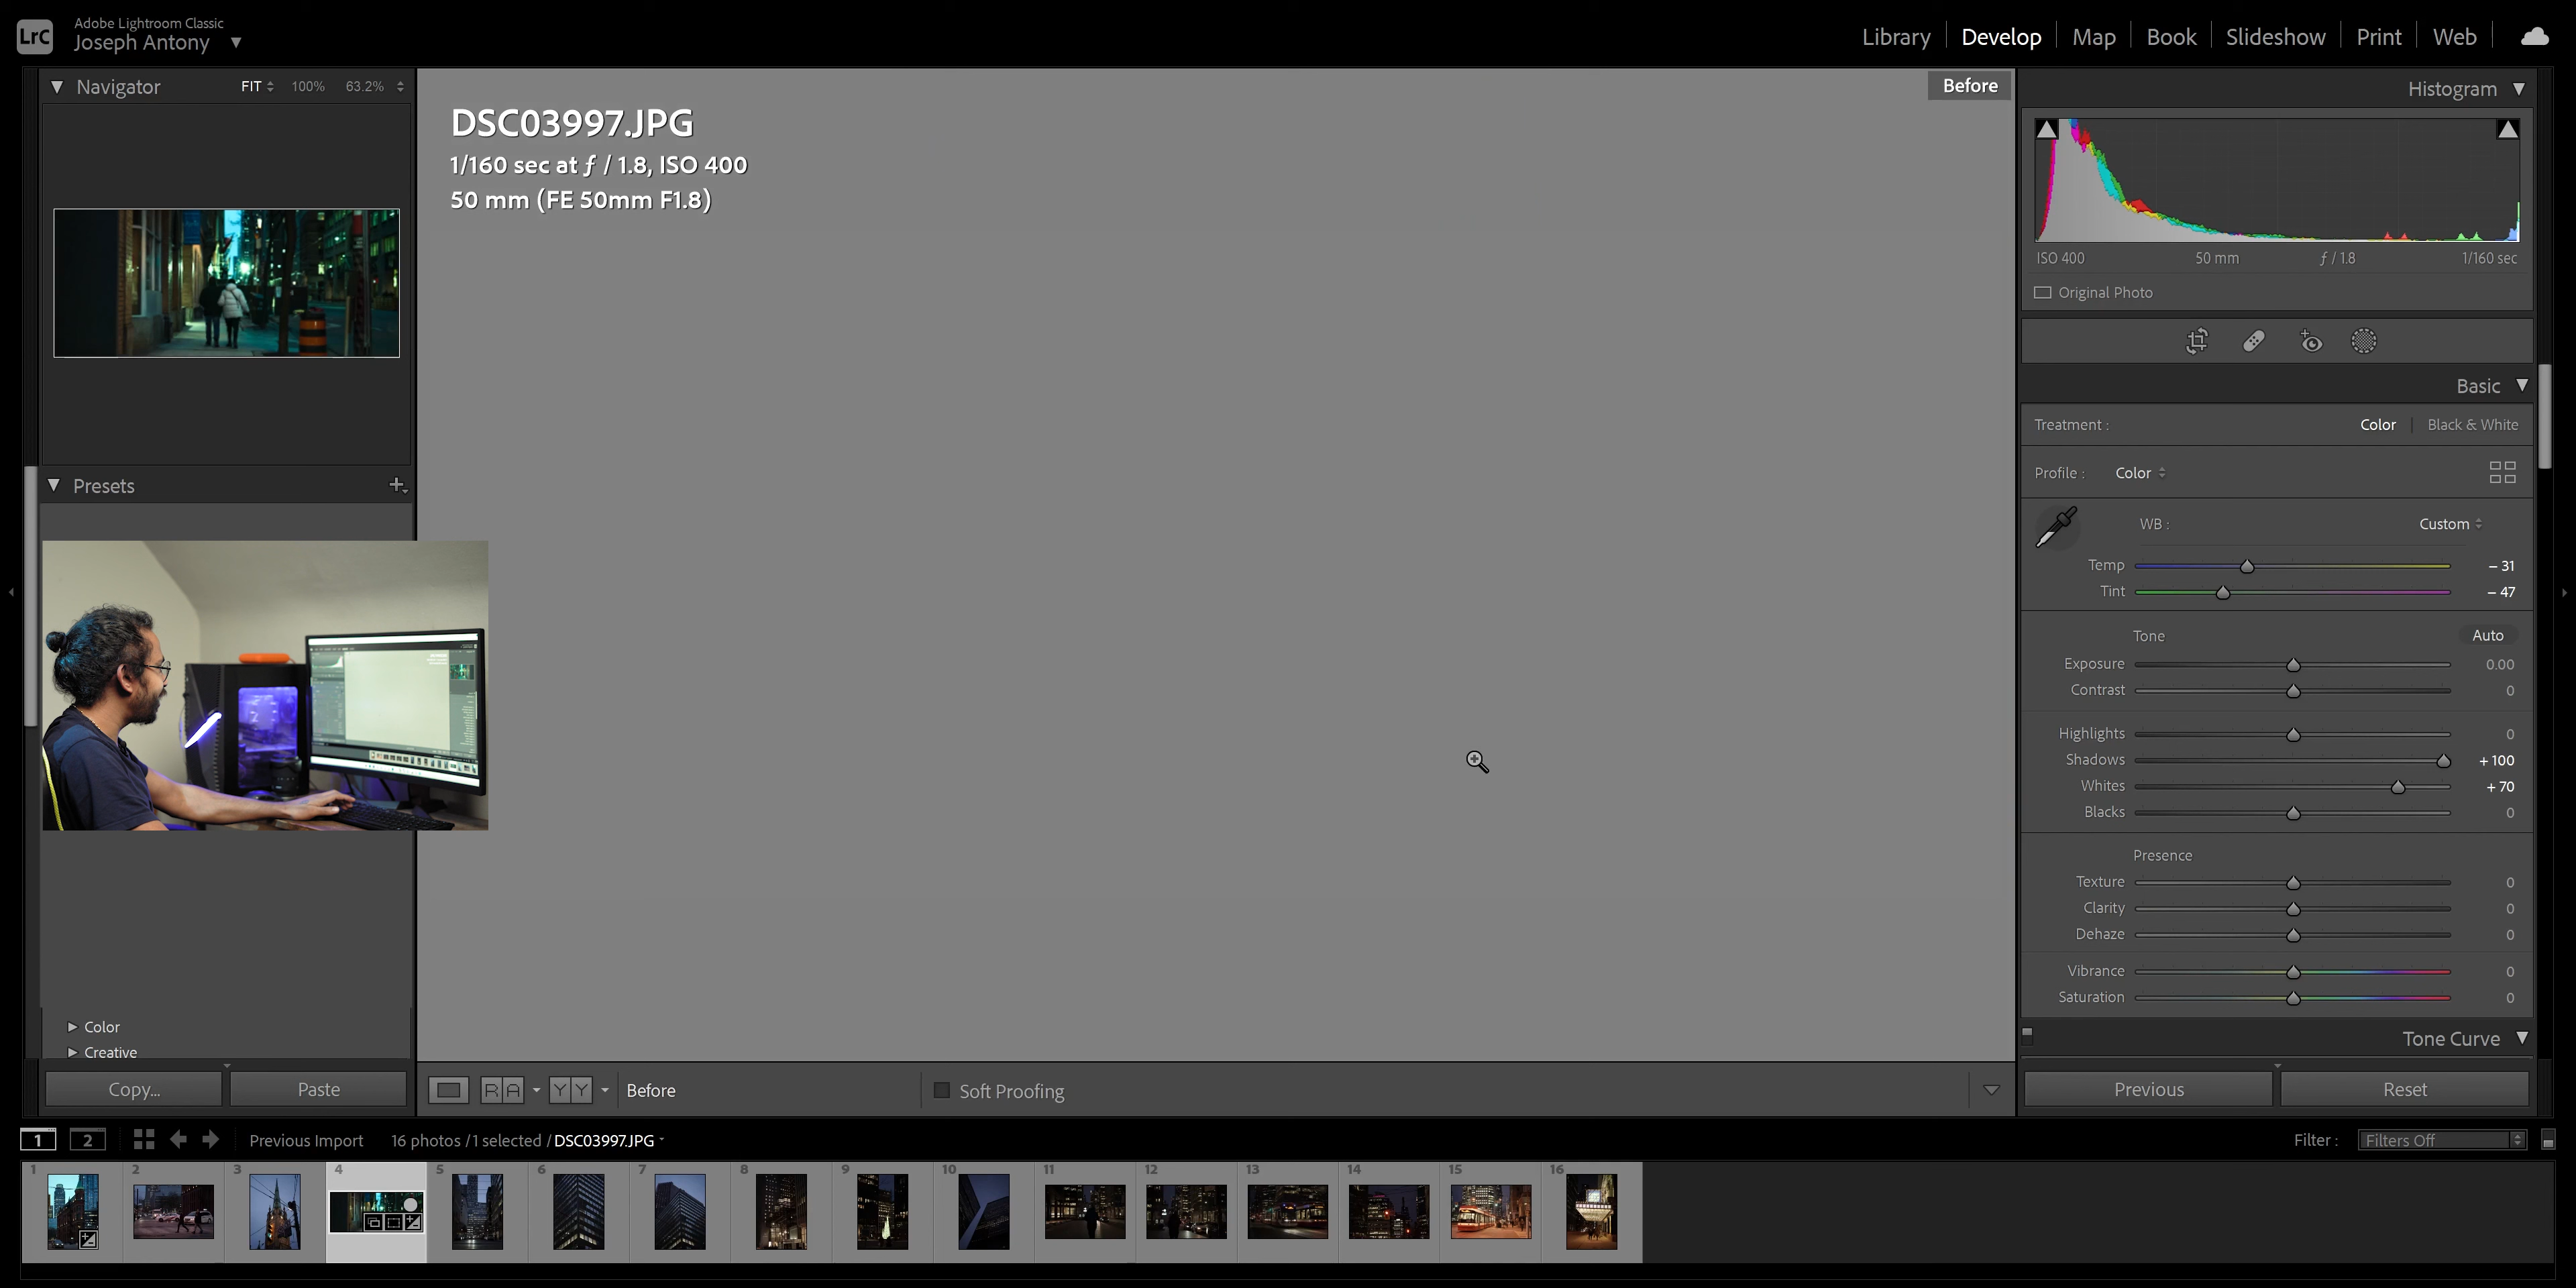 LrC
Adobe Lightroom Classic
Joseph Antony
Library
Develop
Map
Book
Slideshow
Print
Web
Navigator
FIT
100%
63.2%
DSC03997.JPG
1/160 sec at ƒ / 1.8, ISO 400
50 mm (FE 50mm F1.8)
Before
Histogram
ISO 400
50 mm
ƒ / 1.8
1/160 sec
Original Photo
Basic
Treatment :
Color
Black & White
Profile :
Color
WB :
Custom
Temp
– 31
Tint
– 47
Tone
Auto
Exposure
0.00
Contrast
0
Highlights
0
Shadows
+ 100
Whites
+ 70
Blacks
0
Presence
Texture
0
Clarity
0
Dehaze
0
Vibrance
0
Saturation
0
Tone Curve
Previous
Reset
Presets
Color
Creative
Copy...
Paste
R A
Y Y
Before
Soft Proofing
1
2
Previous Import
16 photos / 1 selected / DSC03997.JPG
Filter :
Filters Off
1
2
3
4
5
6
7
8
9
10
11
12
13
14
15
16